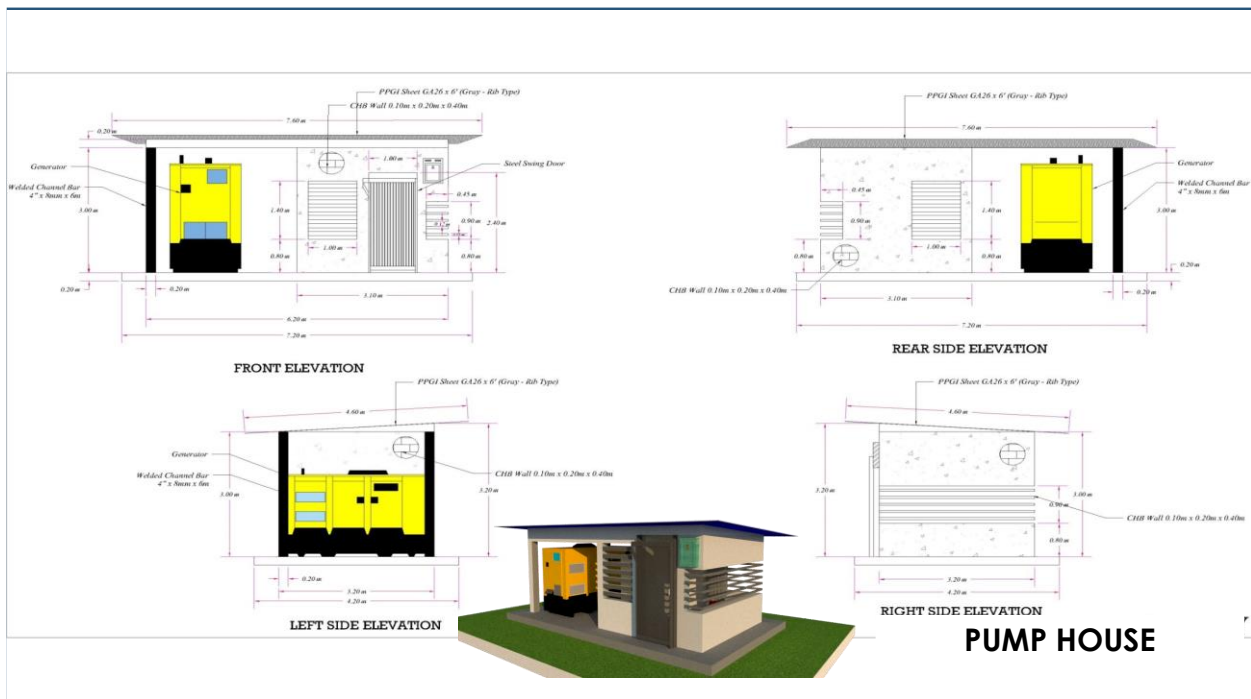 PPGI Sheet GA26 x 6' (Gray - Rib Type)
CHB Wall 0.10m x 0.20m x 0.40m
7.60 m
0.20 m
Generator
Welded Channel Bar
4" x 8mm x 6m
3.00 m
1.00 m
Steel Swing Door
0.45 m
1.40 m
0.90 m
2.40 m
1.00 m
0.80 m
0.80 m
0.20 m
0.20 m
3.10 m
6.20 m
7.20 m
FRONT ELEVATION
PPGI Sheet GA26 x 6' (Gray - Rib Type)
7.60 m
Generator
Welded Channel Bar
4" x 8mm x 6m
0.45 m
0.90 m
1.40 m
3.00 m
1.00 m
0.80 m
0.80 m
0.20 m
CHB Wall 0.10m x 0.20m x 0.40m
0.20 m
3.10 m
7.20 m
REAR SIDE ELEVATION
PPGI Sheet GA26 x 6' (Gray - Rib Type)
4.60 m
Generator
Welded Channel Bar
4" x 8mm x 6m
CHB Wall 0.10m x 0.20m x 0.40m
3.00 m
3.20 m
0.20 m
3.20 m
4.20 m
LEFT SIDE ELEVATION
PPGI Sheet GA26 x 6' (Gray - Rib Type)
4.60 m
3.20 m
3.00 m
0.90 m
CHB Wall 0.10m x 0.20m x 0.40m
0.80 m
3.20 m
4.20 m
RIGHT SIDE ELEVATION
PUMP HOUSE